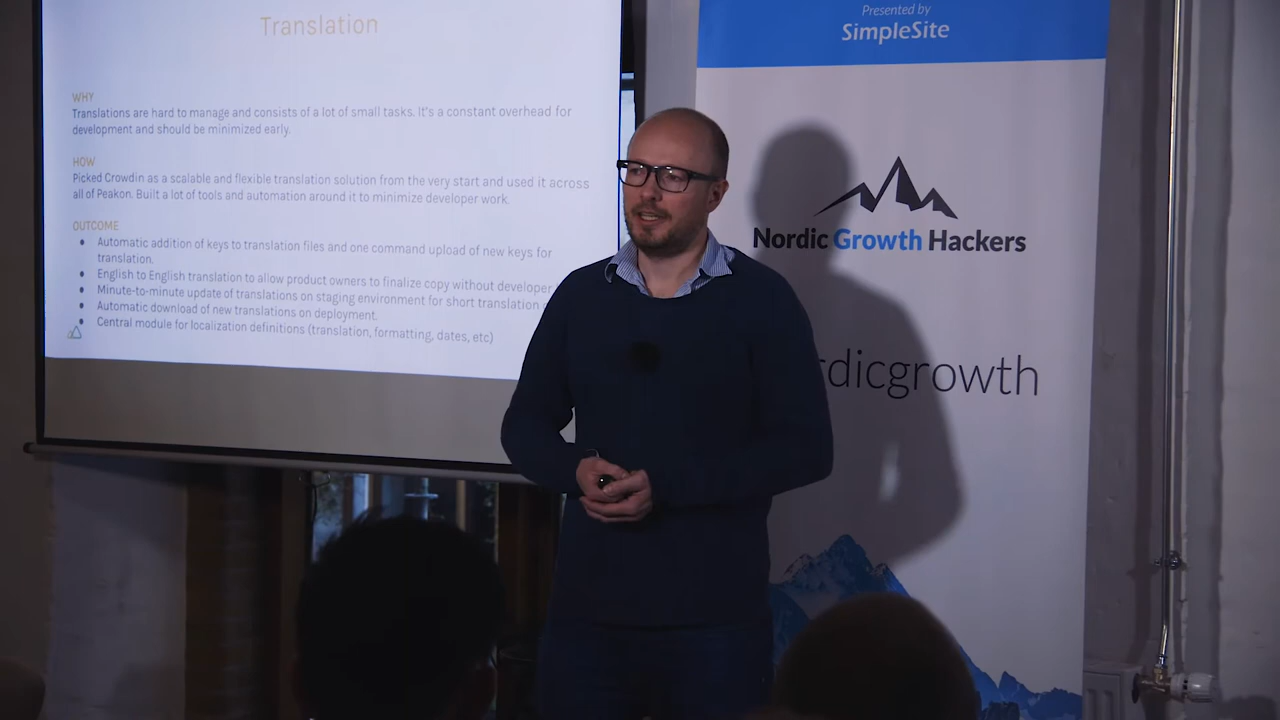 Translation
WHY
Translations are hard to manage and consists of a lot of small tasks. It's a constant overhead for
development and should be minimized early.
HOW
Picked Crowdin as a scalable and flexible translation solution from the very start and used it across
all of Peakon. Built a lot of tools and automation around it to minimize developer work.
OUTCOME
• Automatic addition of keys to translation files and one command upload of new keys for
translation.
• English to English translation to allow product owners to finalize copy without developer
• Minute-to-minute update of translations on staging environment for short translation
• Automatic download of new translations on deployment.
• Central module for localization definitions (translation, formatting, dates, etc)
Presented by
SimpleSite
Nordic Growth Hackers
rdicgrowth